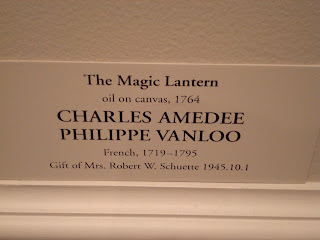 The Magic Lantern
oil on canvas, 1764
CHARLES AMEDEE
PHILIPPE VANLOO
French, 1719–1795
Gift of Mrs. Robert W. Schuette 1945.10.1